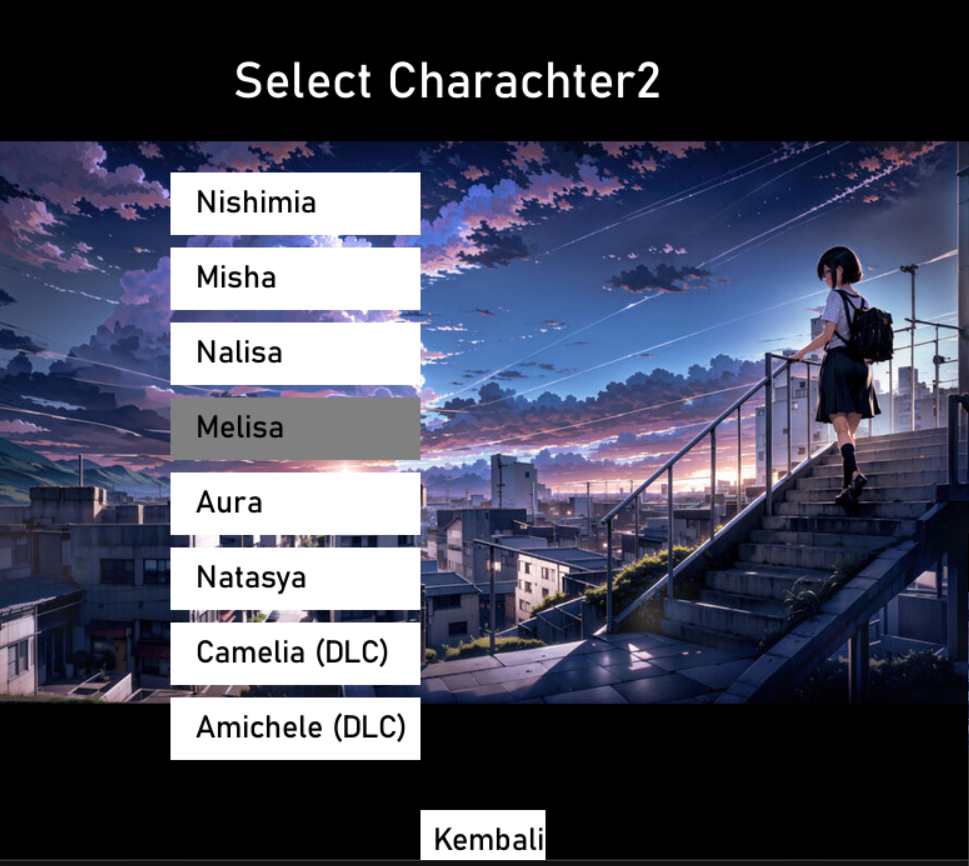 Select Charachter2
Nishimia
Misha
Nalisa
Melisa
Aura
Natasya
Camelia (DLC)
Amichele (DLC)
Kembali